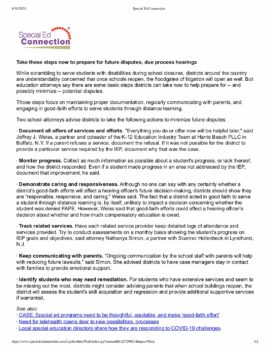 6/30/2020
Special Ed Connection
Special Ed
Connection
Take these steps now to prepare for future disputes, due process hearings
While scrambling to serve students with disabilities during school closures, districts around the country
are understandably concerned that once schools reopen, the floodgates of litigation will open as well. But
education attorneys say there are some basic steps districts can take now to help prepare for -- and
possibly minimize -- potential disputes.
Those steps focus on maintaining proper documentation, regularly communicating with parents, and
engaging in good-faith efforts to serve students through distance learning.
Two school attorneys advise districts to take the following actions to minimize future disputes:
· Document all offers of services and efforts. "Everything you do or offer now will be helpful later," said
Jeffrey J. Weiss, a partner and coleader of the K-12 Education Industry Team at Harris Beach PLLC in
Buffalo, N.Y. If a parent refuses a service, document the refusal. If it was not possible for the district to
provide a particular service required by the IEP, document why that was the case.
· Monitor progress. Collect as much information as possible about a student's progress, or lack thereof,
and how the district responded. Even if a student made progress in an area not addressed by the IEP,
document that improvement, he said.
· Demonstrate caring and responsiveness. Although no one can say with any certainty whether a
district's good faith efforts will affect a hearing officer's future decision-making, districts should show they
are "responsible, responsive, and caring," Weiss said. The fact that a district acted in good faith to serve
a student through distance learning is, by itself, unlikely to impact a decision concerning whether the
student was denied FAPE. However, Weiss said that good-faith efforts could affect a hearing officer's
decision about whether and how much compensatory education is owed.
· Track related services. Have each related service provider keep detailed logs of attendance and
services provided. Try to conduct assessments on a monthly basis showing the student's progress on
IEP goals and objectives, said attorney Nathenya Simon, a partner with Scarinci Hollenbeck in Lyndhurst,
N.J.
· Keep communicating with parents. "Ongoing communication by the school staff with parents will help
with reducing future lawsuits," said Simon. She advised districts to have case managers stay in contact
with families to provide emotional support.
· Identify students who may need remediation. For students who have extensive services and seem to
be missing out the most, districts might consider advising parents that when school buildings reopen, the
district will assess the student's skill acquisition and regression and provide additional supportive services
if warranted.
See also:
· CASE: Special ed programs need to be thoughtful, equitable, and make 'good-faith effort'
· Need for telehealth opens door to new possibilities, processes
· Local special education directors share how they are responding to COVID-19 challenges
1/2